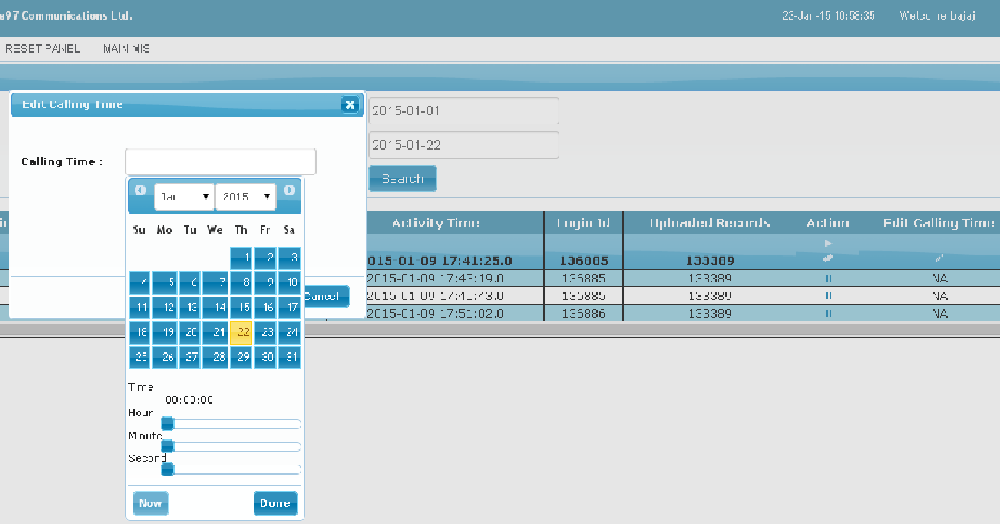 e97 Communications Ltd. 22-Jan-15 10:58:35 Welcome bajaj
RESET PANEL MAIN MIS
Edit Calling Time
2015-01-01
2015-01-22
Calling Time :
Search
Jan 2015
Su Mo Tu We Th Fr Sa
1 2 3
4 5 6 7 8 9 10
11 12 13 14 15 16 17
18 19 20 21 22 23 24
25 26 27 28 29 30 31
Time
00:00:00
Hour
Minute
Second
Now Done
Cancel
Activity Time Login Id Uploaded Records Action Edit Calling Time
015-01-09 17:41:25.0 136885 133389
2015-01-09 17:43:19.0 136885 133389 NA
2015-01-09 17:45:43.0 136885 133389 NA
2015-01-09 17:51:02.0 136886 133389 NA